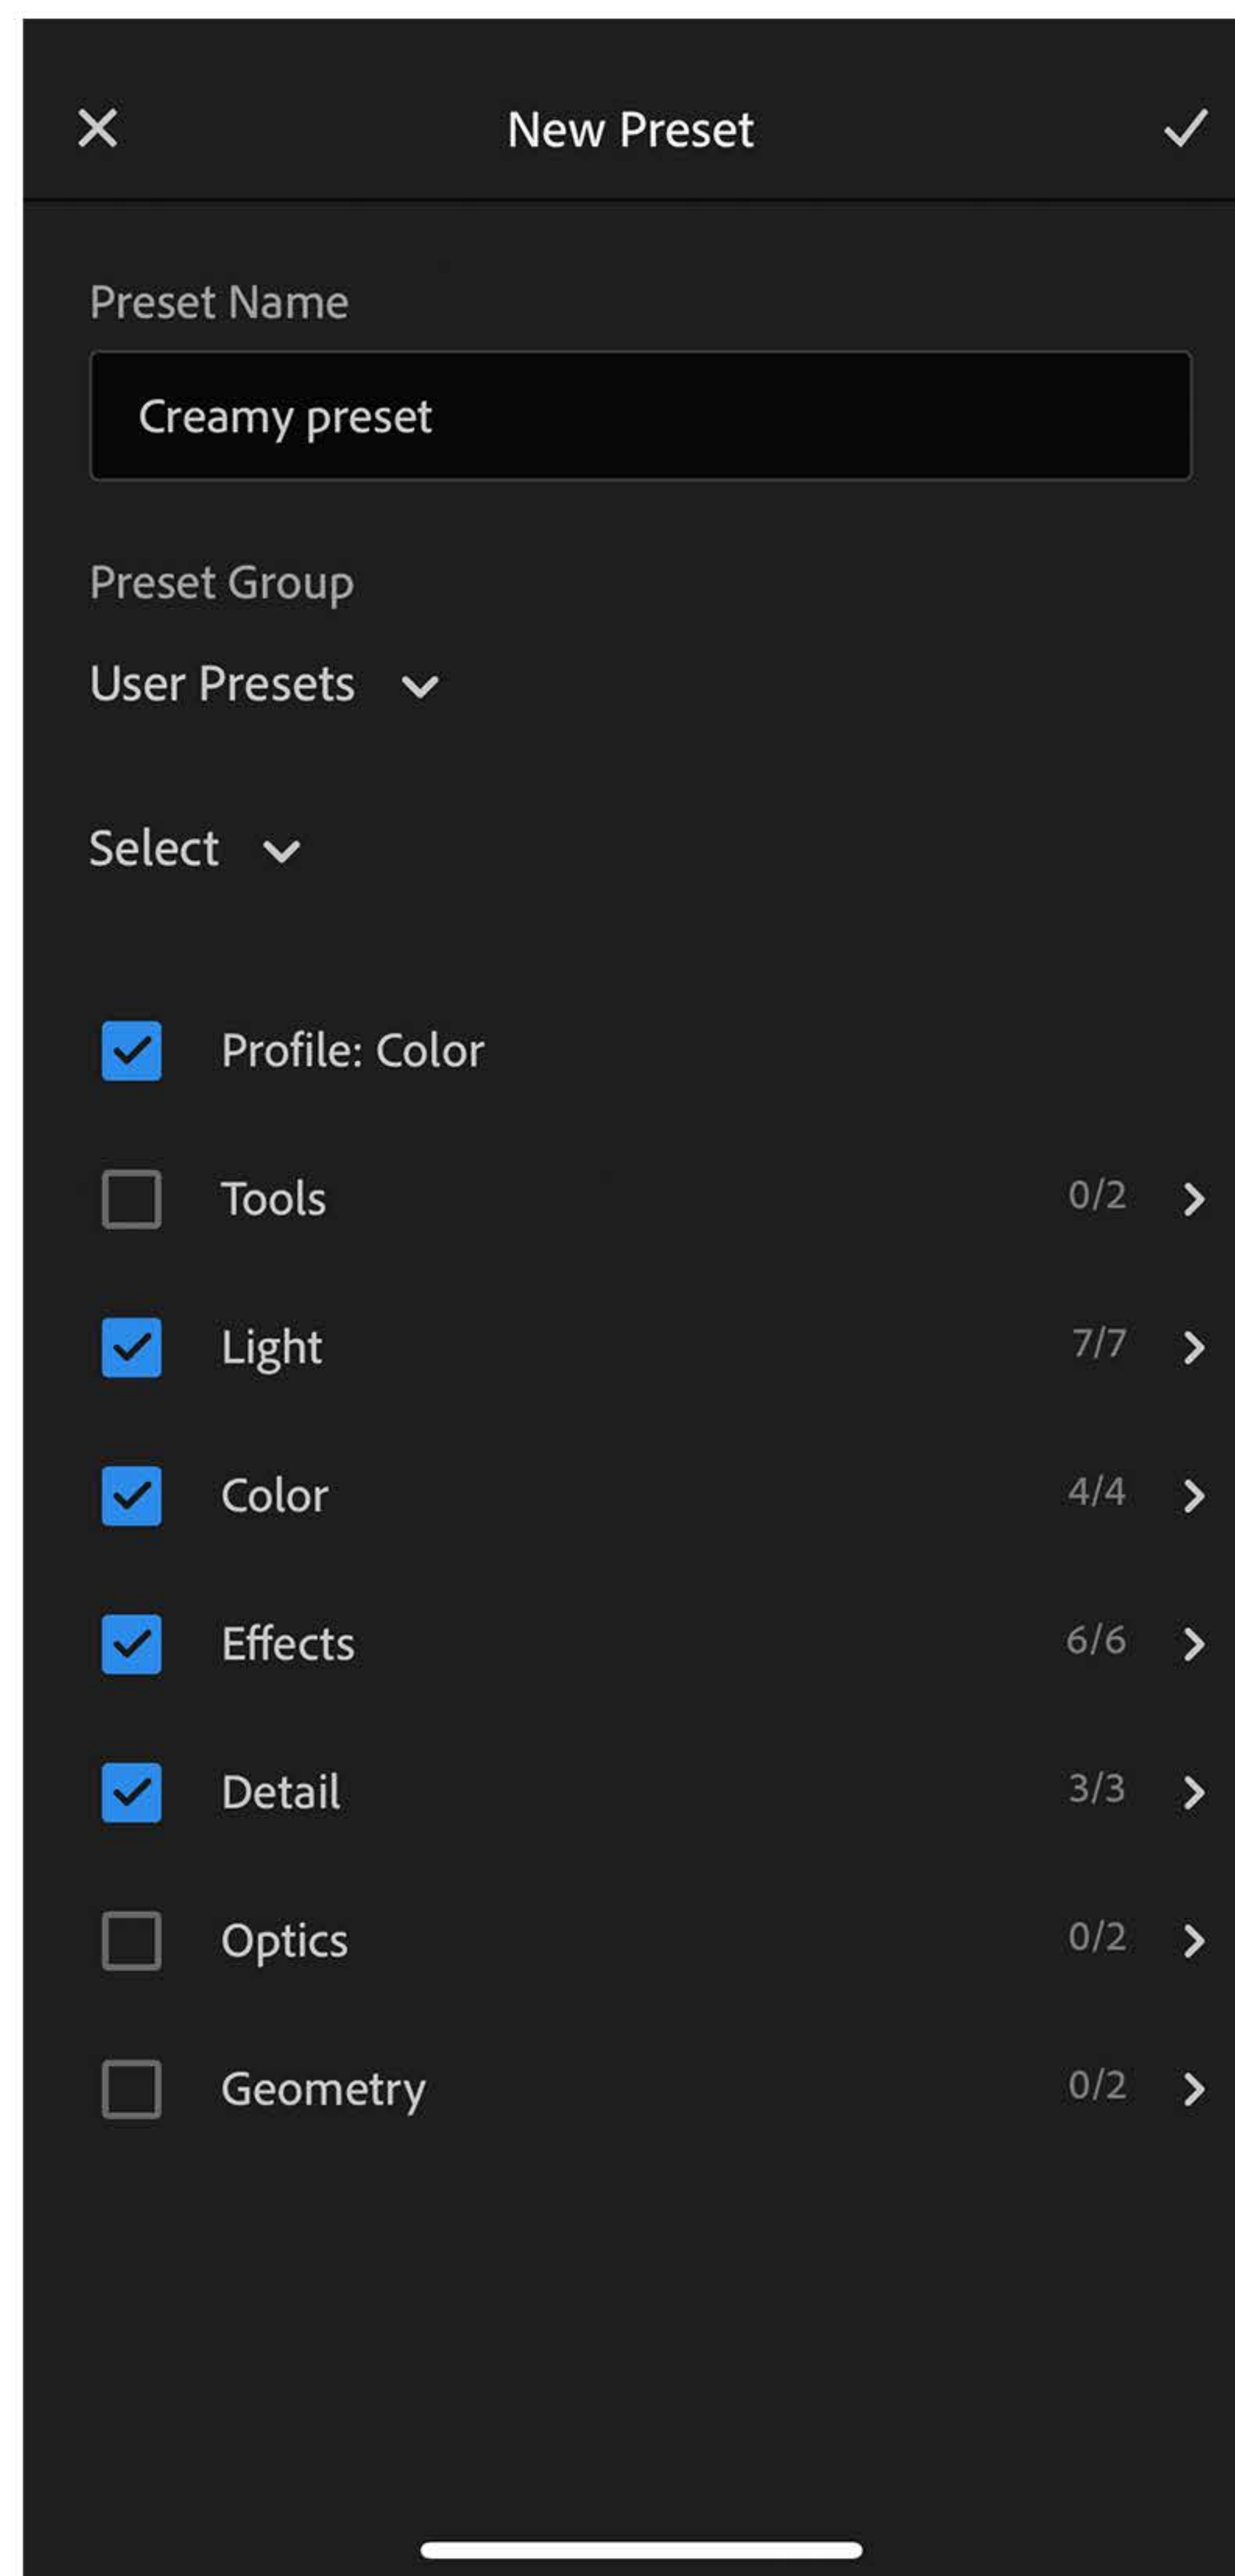 New Preset
Preset Name
Creamy preset
Preset Group
User Presets
Select
Profile: Color
Tools 0/2
Light 7/7
Color 4/4
Effects 6/6
Detail 3/3
Optics 0/2
Geometry 0/2